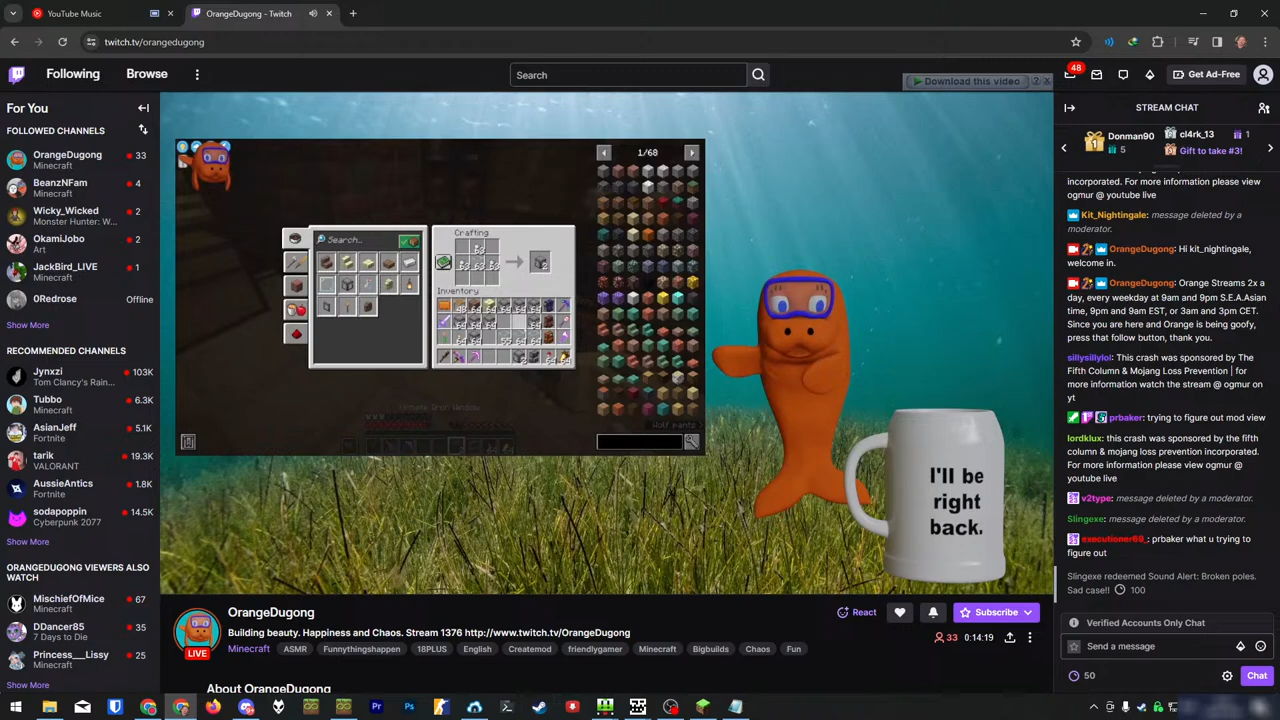 YouTube Music
OrangeDugong - Twitch
twitch.tv/orangedugong
Following
Browse
Search
48
Get Ad-Free
Download this video
For You
FOLLOWED CHANNELS
OrangeDugong
33
Minecraft
BeanzNFam
4
Minecraft
Wicky_Wicked
2
Monster Hunter: W...
OkamiJobo
2
Art
JackBird_LIVE
1
Minecraft
0Redrose
Offline
Show More
RECOMMENDED CHANNELS
Jynxzi
103K
Tom Clancy's Rain...
Tubbo
6.3K
Minecraft
AsianJeff
5.1K
Fortnite
tarik
19.3K
VALORANT
AussieAntics
1.8K
Fortnite
sodapoppin
14.5K
Cyberpunk 2077
Show More
ORANGEDUGONG VIEWERS ALSO
WATCH
MischiefOfMice
67
Minecraft
DDancer85
35
7 Days to Die
Princess___Lissy
25
Minecraft
Show More
1/68
Search...
Crafting
Inventory
Wolf pants
I'll be
right
back.
LIVE
OrangeDugong
React
Subscribe
Building beauty. Happiness and Chaos. Stream 1376 http://www.twitch.tv/OrangeDugong
33
0:14:19
Minecraft
ASMR
Funnythingshappen
18PLUS
English
Createmod
friendlygamer
Minecraft
Bigbuilds
Chaos
Fun
About OrangeDugong
STREAM CHAT
1
Donman90
5
cl4rk_13
1
Gift to take #3!
incorporated. For more information please view
ogmur @ youtube live
Kit_Nightingale: message deleted by a
moderator.
OrangeDugong: Hi kit_nightingale,
welcome in.
OrangeDugong: Orange Streams 2x a
day, every weekday at 9am and 9pm S.E.A.Asian
time, 9pm and 9am EST, or 3am and 3pm CET.
Since you are here and Orange is being goofy,
press that follow button, thank you!
sillysillylol: This crash was sponsored by The
Fifth Column & Mojang Loss Prevention | for
more information watch the stream @ ogmur on
yt
prbaker: trying to figure out mod view
lordklux: this crash was sponsored by the fifth
column & mojang loss prevention incorporated.
For more information please view ogmur @
youtube live
v2type: message deleted by a moderator.
Slingexe: message deleted by a moderator.
executioner69_: prbaker what u trying to
figure out
Slingexe redeemed Sound Alert: Broken poles.
Sad case!!
100
Verified Accounts Only Chat
Send a message
50
Chat